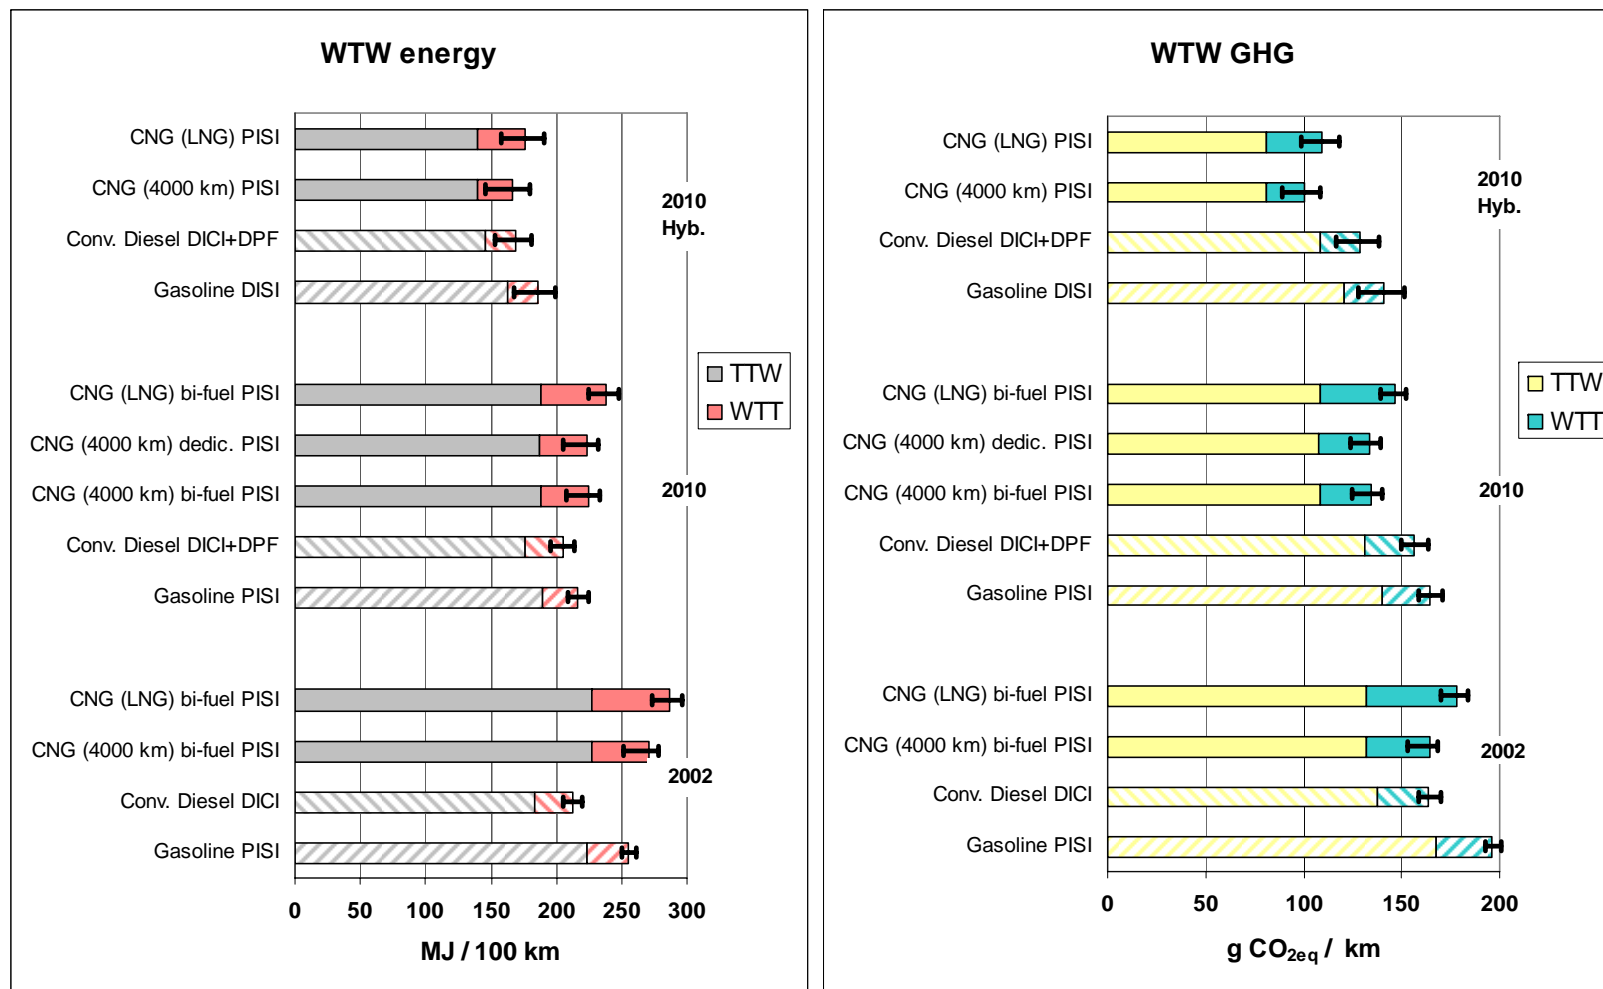 WTW energy
CNG (LNG) PISI
CNG (4000 km) PISI
Conv. Diesel DICI+DPF
Gasoline DISI
2010
Hyb.
CNG (LNG) bi-fuel PISI
CNG (4000 km) dedic. PISI
CNG (4000 km) bi-fuel PISI
Conv. Diesel DICI+DPF
Gasoline PISI
2010
CNG (LNG) bi-fuel PISI
CNG (4000 km) bi-fuel PISI
Conv. Diesel DICI
Gasoline PISI
2002
TTW
WTT
0 50 100 150 200 250 300
MJ / 100 km
WTW GHG
CNG (LNG) PISI
CNG (4000 km) PISI
Conv. Diesel DICI+DPF
Gasoline DISI
2010
Hyb.
CNG (LNG) bi-fuel PISI
CNG (4000 km) dedic. PISI
CNG (4000 km) bi-fuel PISI
Conv. Diesel DICI+DPF
Gasoline PISI
2010
CNG (LNG) bi-fuel PISI
CNG (4000 km) bi-fuel PISI
Conv. Diesel DICI
Gasoline PISI
2002
TTW
WTT
0 50 100 150 200
g CO2eq / km